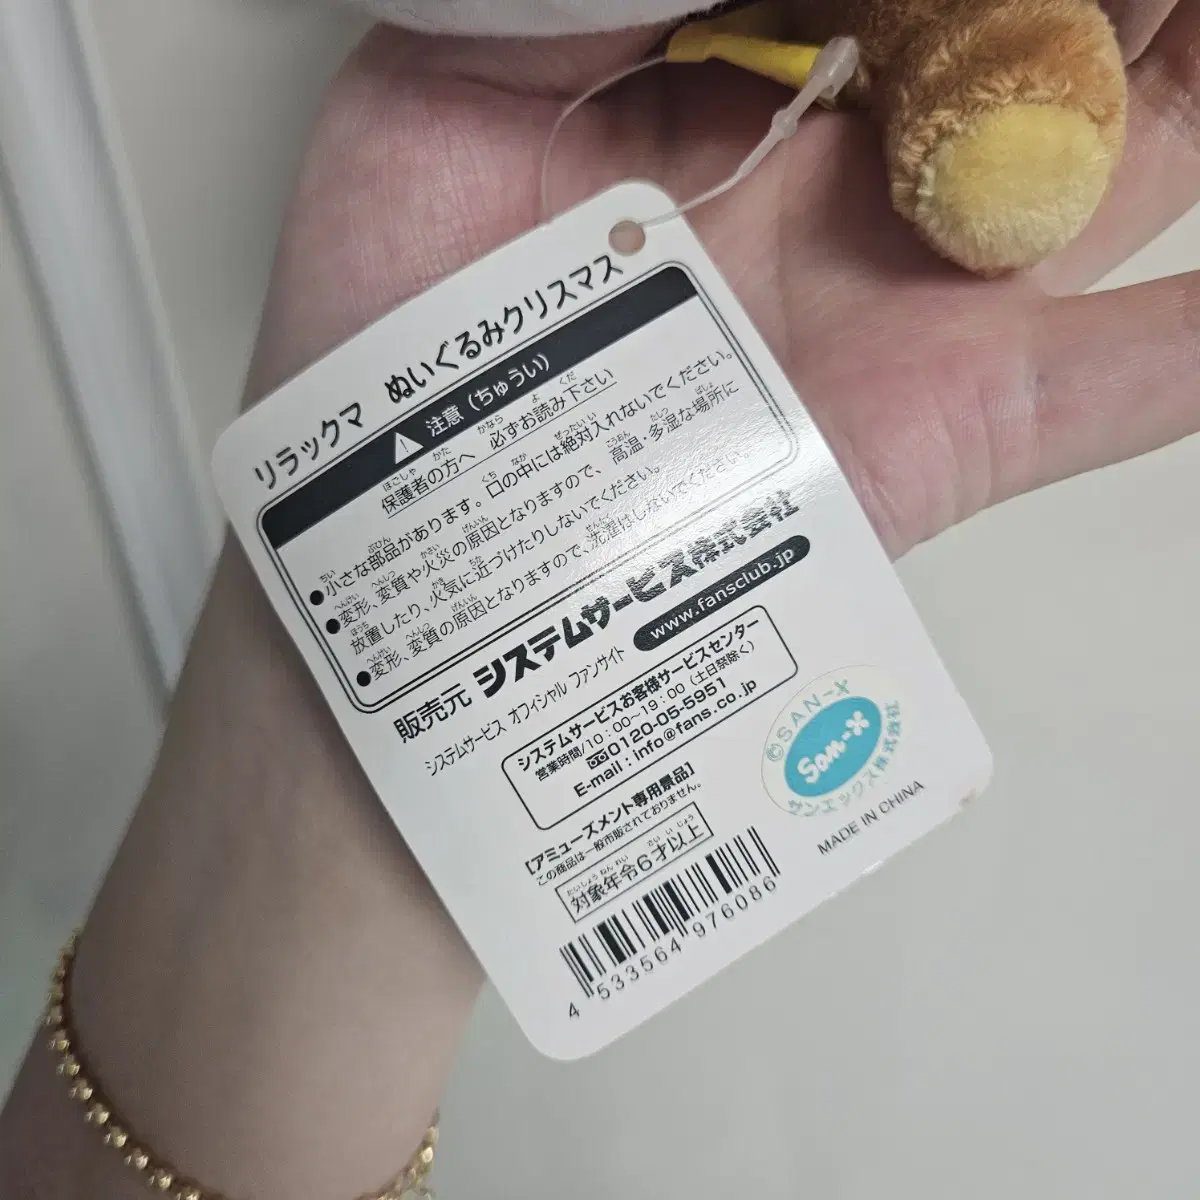 リラックマ ぬいぐるみクリスマス
注意(ちゅうい)
保護者の方へ 必ずお読み下さい
●小さな部品があります。口の中には絶対入れないでください。
●変形、変質や火災の原因となりますので、高温・多湿な場所に
放置したり、火気に近づけたりしないでください。
●変形、変質の原因となりますので、洗濯はしないでください。
販売元 システムサービス株式会社
システムサービス オフィシャル ファンサイト www.fansclub.jp
システムサービスお客様サービスセンター
営業時間/10:00~19:00(土日祭除く)
0120-05-5951
E-mail : info@fans.co.jp
[アミューズメント専用景品]
この商品は一般市販されておりません。
対象年令6才以上
4 533564 976086
©SAN-X
San-x
サンエックス株式会社
MADE IN CHINA